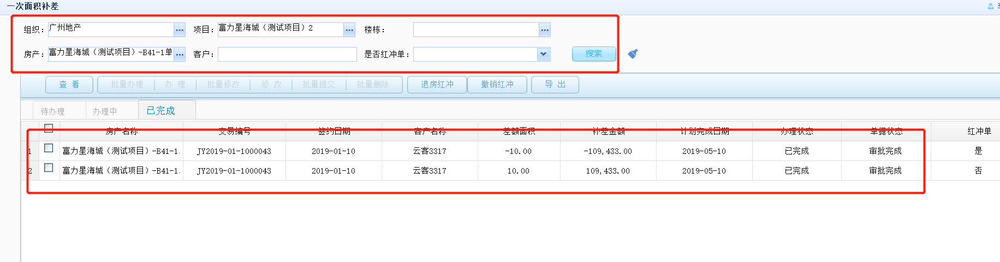 一次面积补差
组织： 广州地产 ... 项目： 富力星海城（测试项目）2 ... 楼栋： ...
房产： 富力星海城（测试项目）-B41-1单 ... 客户： 是否红冲单： 搜索
查 看 批量办理 办 理 批量修改 修 改 批量提交 批量删除 退房红冲 撤销红冲 导 出
待办理 办理中 已完成
房产名称 交易编号 签约日期 客户名称 差额面积 补差金额 计划完成日期 办理状态 单据状态 红冲单
1 富力星海城（测试项目）-B41-1. JY2019-01-1000043 2019-01-10 云客3317 -10.00 -109,433.00 2019-05-10 已完成 审批完成 是
2 富力星海城（测试项目）-B41-1. JY2019-01-1000043 2019-01-10 云客3317 10.00 109,433.00 2019-05-10 已完成 审批完成 否